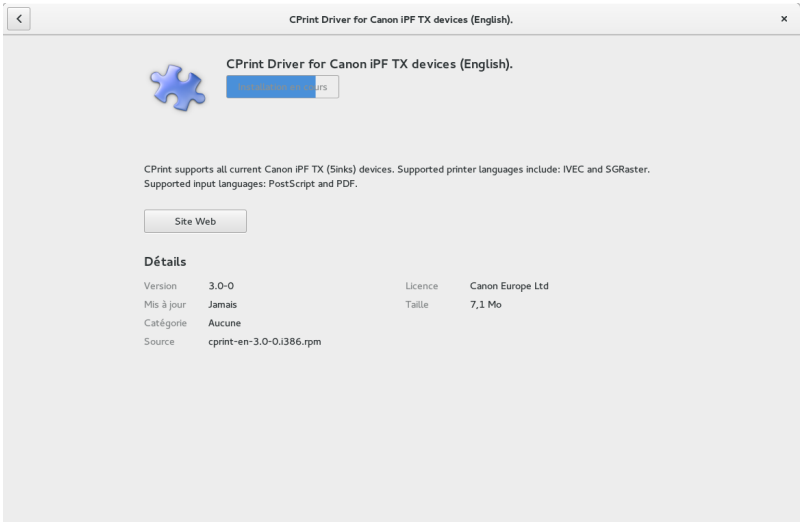 CPrint Driver for Canon iPF TX devices (English).
CPrint Driver for Canon iPF TX devices (English).
Installation en cours
CPrint supports all current Canon iPF TX (5inks) devices. Supported printer languages include: IVEC and SGRaster.
Supported input languages: PostScript and PDF.
Site Web
Détails
Version 3.0-0 Licence Canon Europe Ltd
Mis à jour Jamais Taille 7,1 Mo
Catégorie Aucune
Source cprint-en-3.0-0.i386.rpm